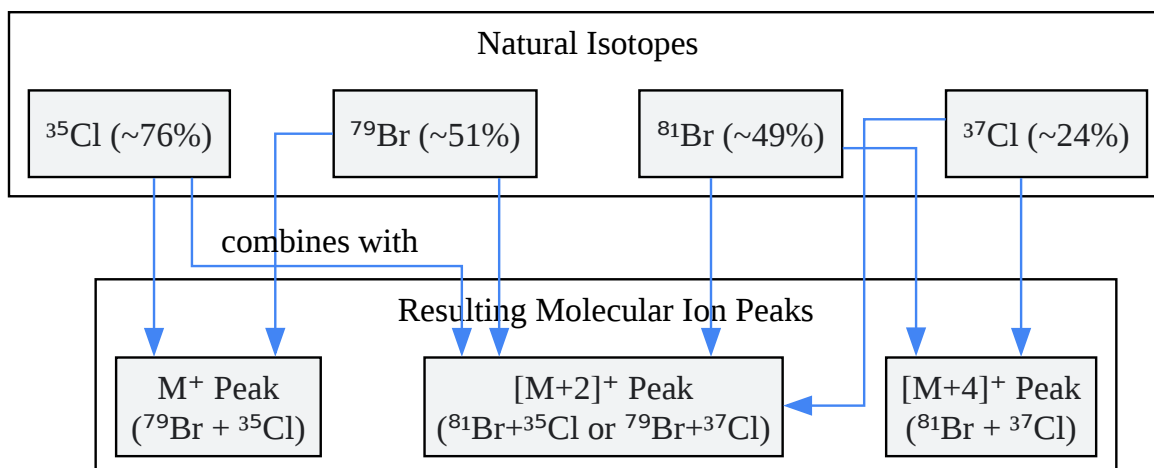 Natural Isotopes
³⁵Cl (~76%)
⁷⁹Br (~51%)
⁸¹Br (~49%)
³⁷Cl (~24%)
combines with
Resulting Molecular Ion Peaks
M⁺ Peak
(⁷⁹Br + ³⁵Cl)
[M+2]⁺ Peak
(⁸¹Br+³⁵Cl or ⁷⁹Br+³⁷Cl)
[M+4]⁺ Peak
(⁸¹Br + ³⁷Cl)